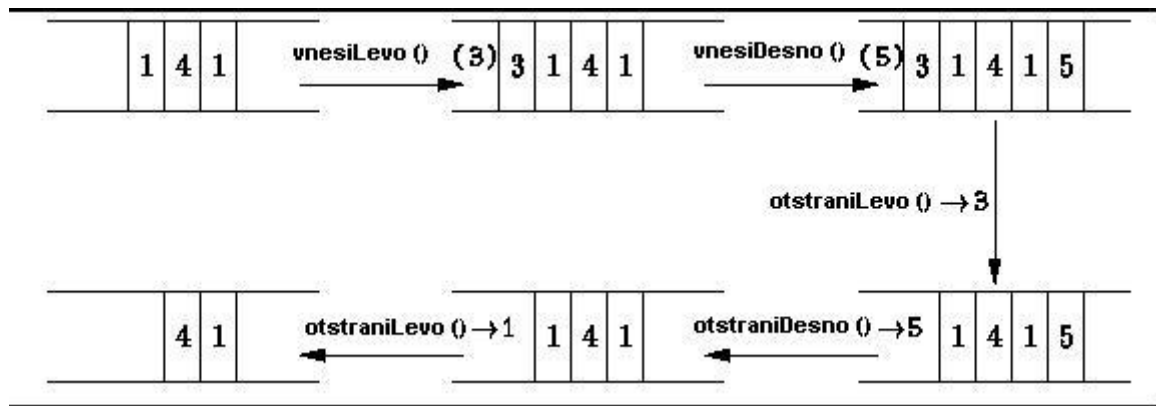 1 4 1
vnesiLevo () (3)
3 1 4 1
vnesiDesno () (5)
3 1 4 1 5
otstraniLevo () → 3
4 1
otstraniLevo () → 1
1 4 1
otstraniDesno () → 5
1 4 1 5